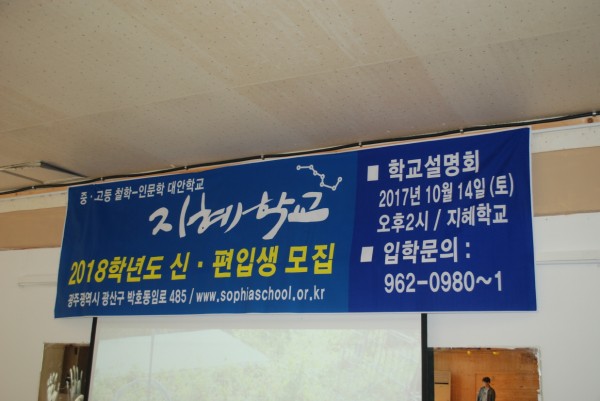 중·고등 철학-인문학 대안학교
지혜학교
2018학년도 신·편입생 모집
광주광역시 광산구 박호동임로 485 / www.sophiaschool.or.kr
■ 학교설명회
2017년 10월 14일 (토)
오후2시 / 지혜학교
■ 입학문의 :
962-0980~1